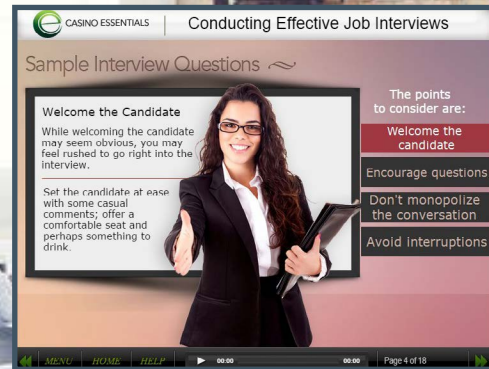 CASINO ESSENTIALS
Conducting Effective Job Interviews
Sample Interview Questions
Welcome the Candidate
While welcoming the candidate
may seem obvious, you may
feel rushed to go right into the
interview.
Set the candidate at ease
with some casual
comments; offer a
comfortable seat and
perhaps something to
drink.
The points
to consider are:
Welcome the
candidate
Encourage questions
Don't monopolize
the conversation
Avoid interruptions
MENU HOME HELP 00:00 00:00 Page 4 of 18